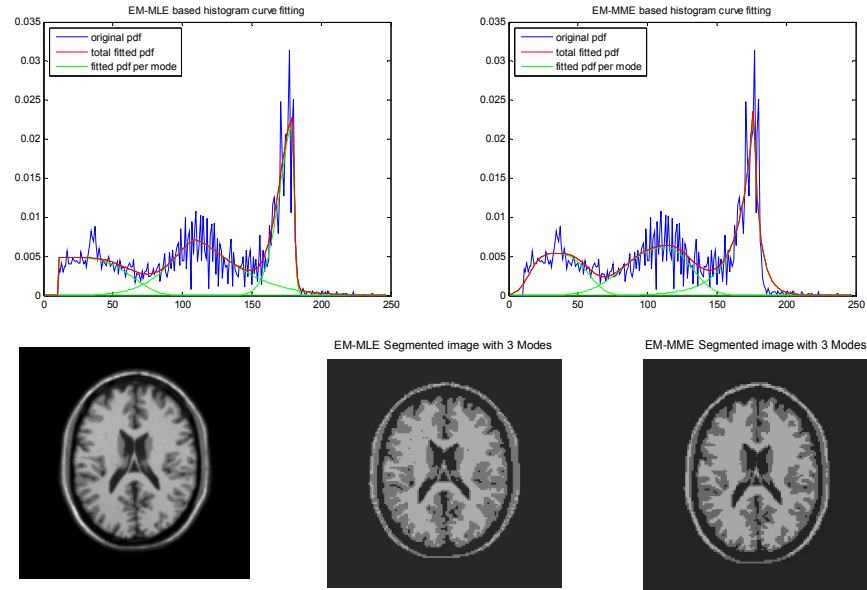 EM-MLE based histogram curve fitting
original pdf
total fitted pdf
fitted pdf per mode
0.035
0.03
0.025
0.02
0.015
0.01
0.005
0
0 50 100 150 200 250
EM-MME based histogram curve fitting
original pdf
total fitted pdf
fitted pdf per mode
0.035
0.03
0.025
0.02
0.015
0.01
0.005
0
0 50 100 150 200 250
EM-MLE Segmented image with 3 Modes
EM-MME Segmented image with 3 Modes